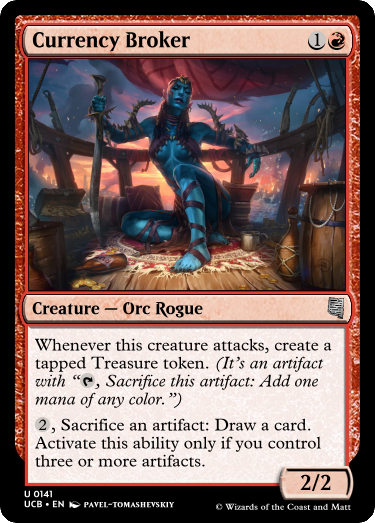 Currency Broker 1
Creature — Orc Rogue
Whenever this creature attacks, create a
tapped Treasure token. (It's an artifact
with “, Sacrifice this artifact: Add one
mana of any color.”)
2, Sacrifice an artifact: Draw a card.
Activate this ability only if you control
three or more artifacts.
2/2
U 0141
UCB • EN PAVEL-TOMASHEVSKIY
© Wizards of the Coast and Matt